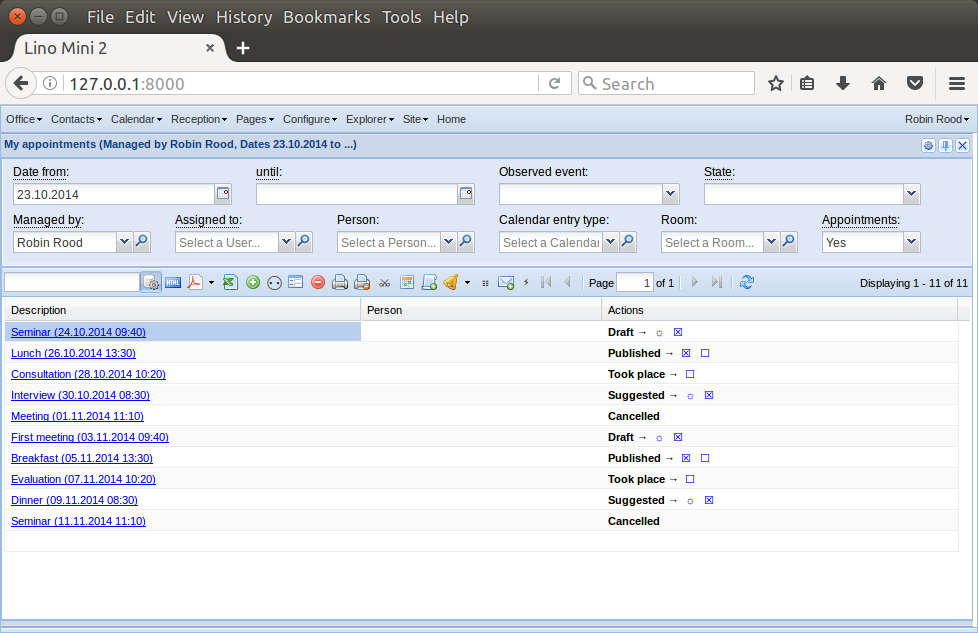 File Edit View History Bookmarks Tools Help
Lino Mini 2
127.0.0.1:8000 Search
Office Contacts Calendar Reception Pages Configure Explorer Site Home Robin Rood
My appointments (Managed by Robin Rood, Dates 23.10.2014 to ...)
Date from: until: Observed event: State:
23.10.2014
Managed by: Assigned to: Person: Calendar entry type: Room: Appointments:
Robin Rood Select a User... Select a Person... Select a Calendar Select a Room... Yes
HTML Page 1 of 1 Displaying 1 - 11 of 11
Description Person Actions
Seminar (24.10.2014 09:40) Draft → ☼ ☒
Lunch (26.10.2014 13:30) Published → ☒ ☐
Consultation (28.10.2014 10:20) Took place → ☐
Interview (30.10.2014 08:30) Suggested → ☼ ☒
Meeting (01.11.2014 11:10) Cancelled
First meeting (03.11.2014 09:40) Draft → ☼ ☒
Breakfast (05.11.2014 13:30) Published → ☒ ☐
Evaluation (07.11.2014 10:20) Took place → ☐
Dinner (09.11.2014 08:30) Suggested → ☼ ☒
Seminar (11.11.2014 11:10) Cancelled